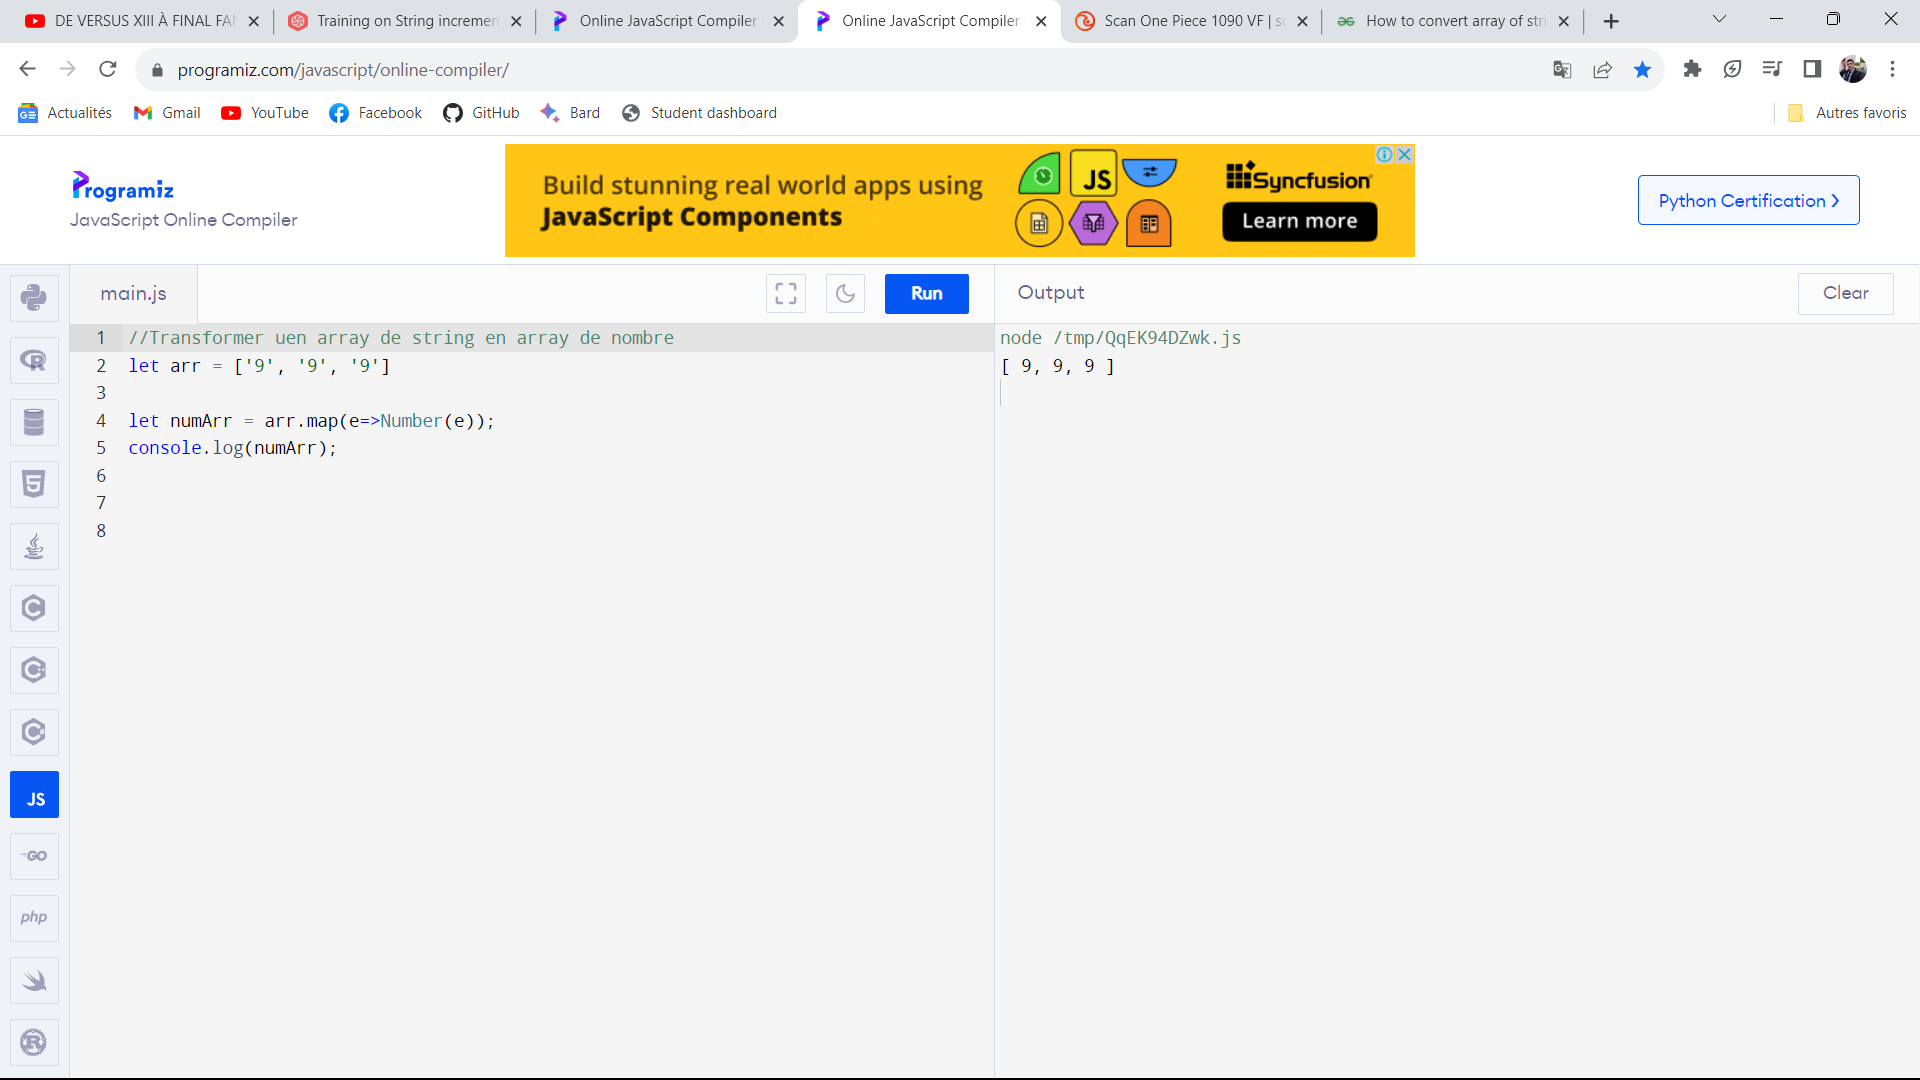 DE VERSUS XIII À FINAL FA
Training on String incremen
Online JavaScript Compiler
Online JavaScript Compiler
Scan One Piece 1090 VF | sc
How to convert array of stri
programiz.com/javascript/online-compiler/
Actualités
Gmail
YouTube
Facebook
GitHub
Bard
Student dashboard
Autres favoris
Programiz
JavaScript Online Compiler
Build stunning real world apps using
JavaScript Components
JS
Syncfusion
Learn more
Python Certification
main.js
Run
Output
Clear
1 //Transformer uen array de string en array de nombre
2 let arr = ['9', '9', '9']
3
4 let numArr = arr.map(e=>Number(e));
5 console.log(numArr);
6
7
8
node /tmp/QqEK94DZwk.js
[ 9, 9, 9 ]
R
5
C
C
C
JS
GO
php
R